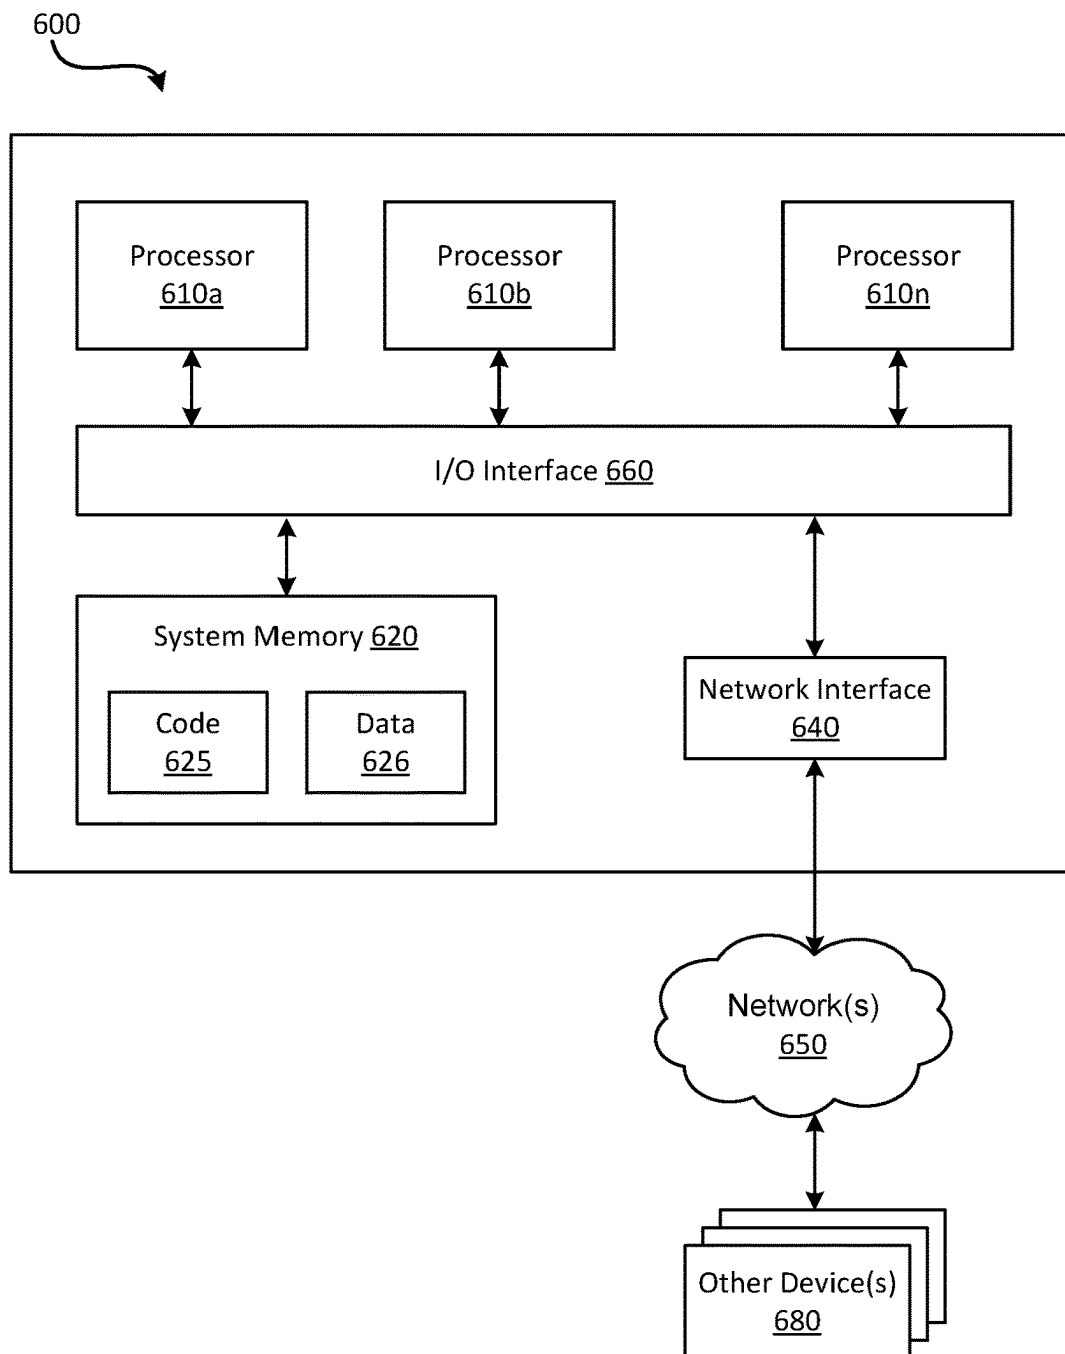 600
Processor
610a
Processor
610b
Processor
610n
I/O Interface 660
System Memory 620
Code
625
Data
626
Network Interface
640
Network(s)
650
Other Device(s)
680